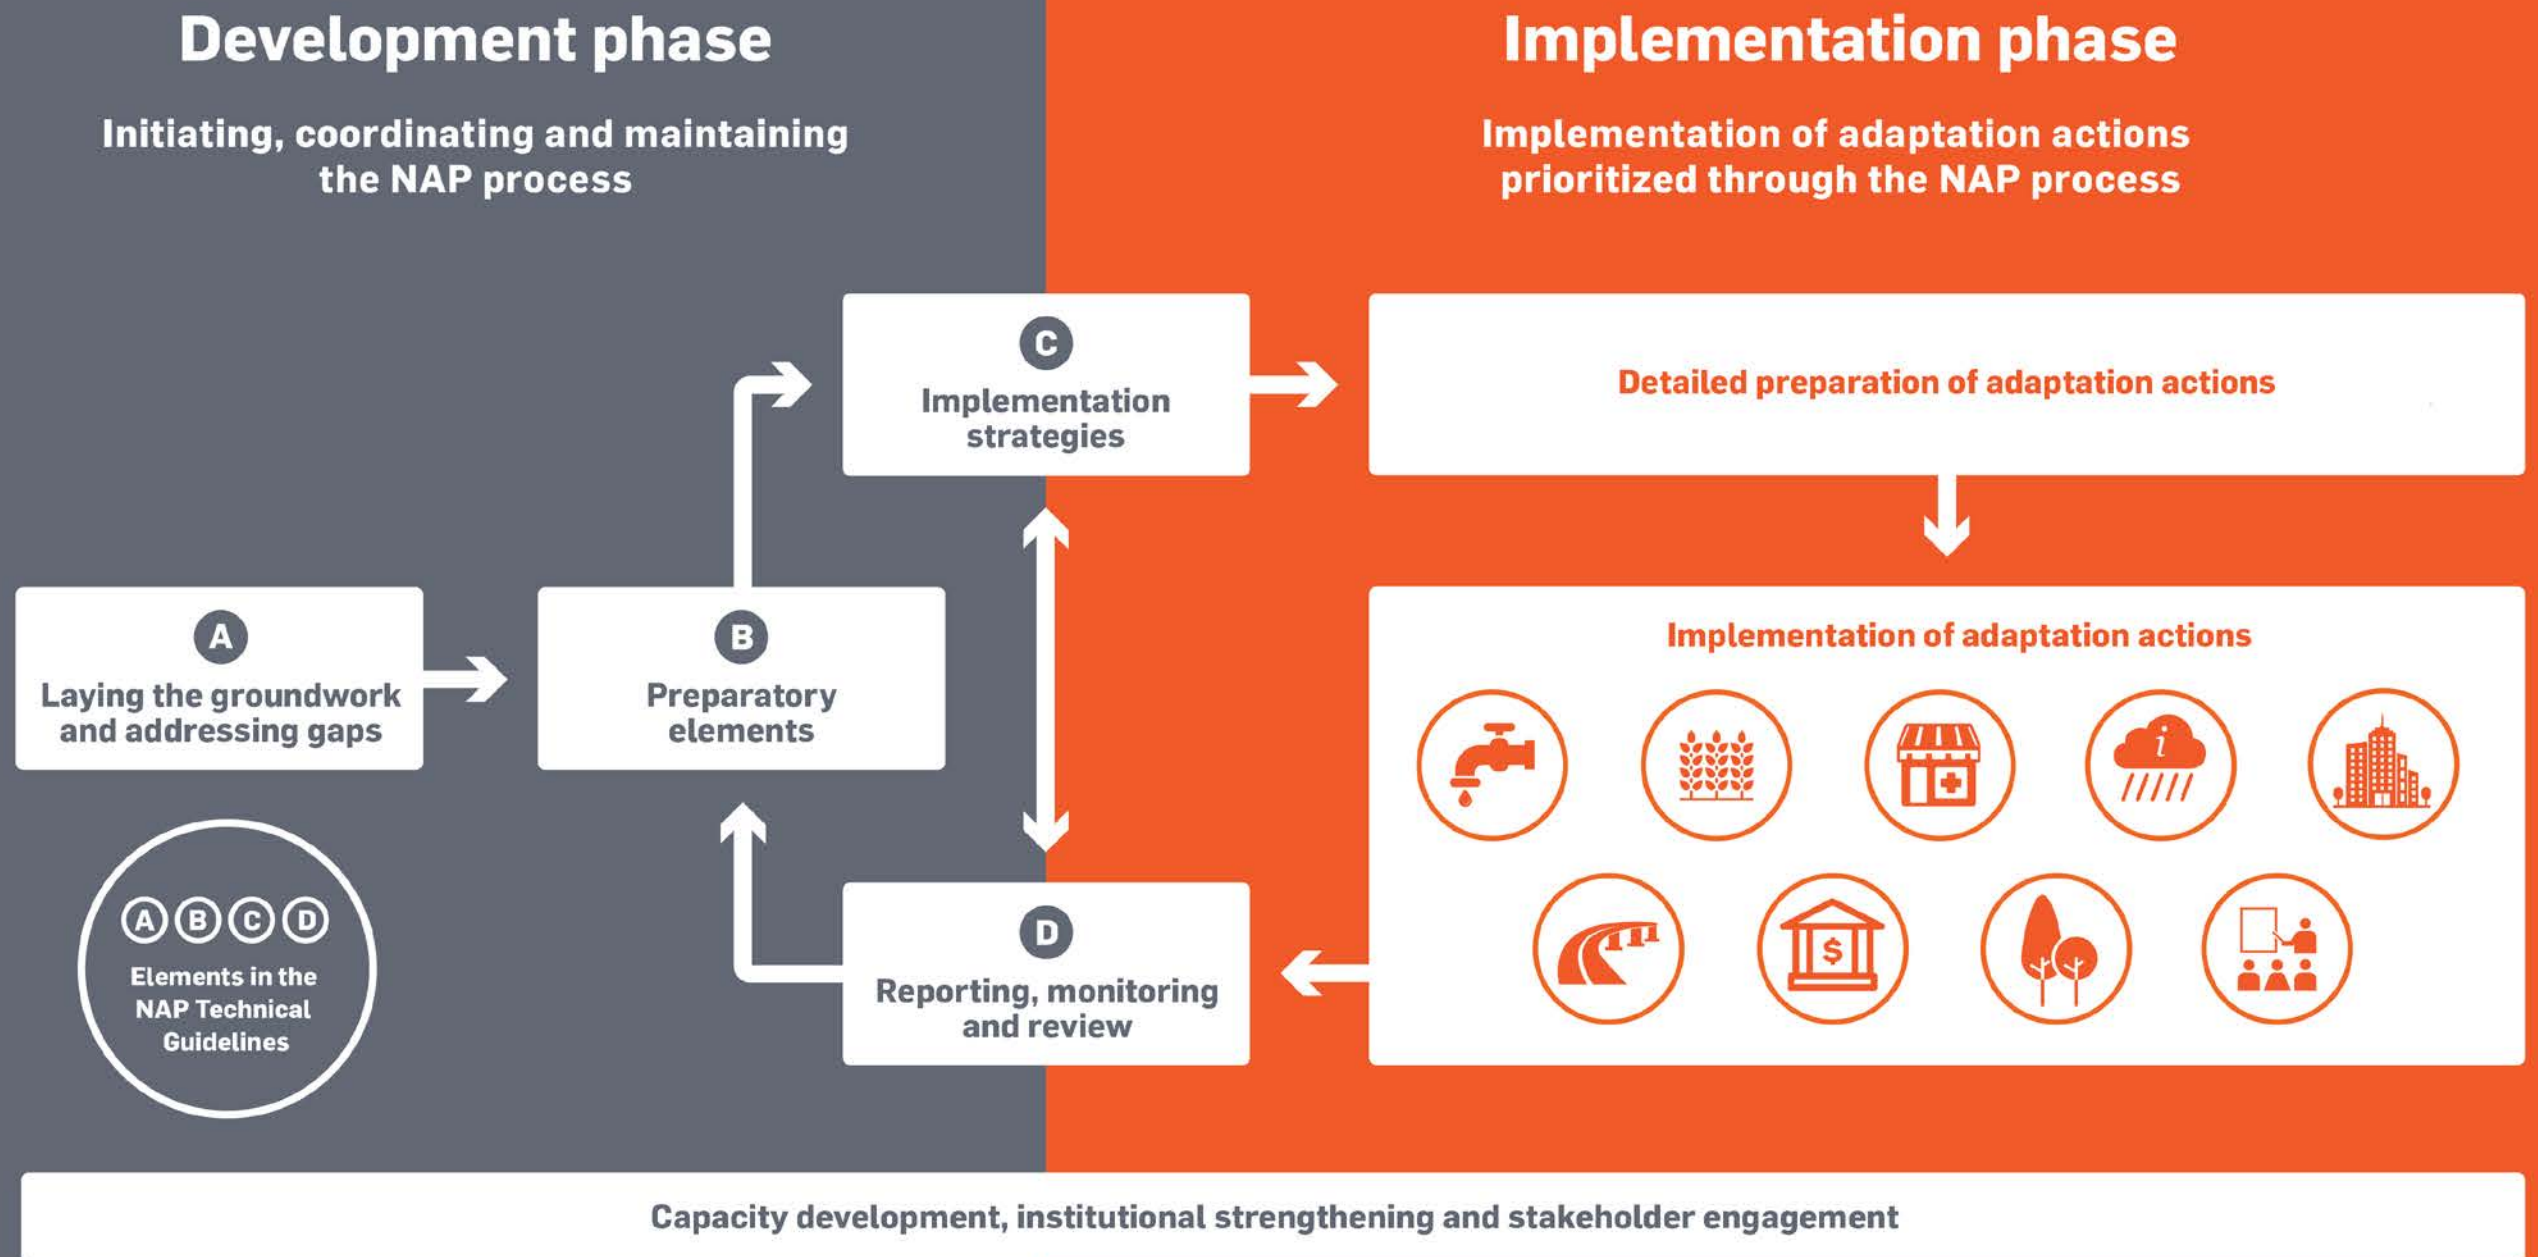 Development phase
Initiating, coordinating and maintaining
the NAP process
Implementation phase
Implementation of adaptation actions
prioritized through the NAP process
C
Implementation
strategies
Detailed preparation of adaptation actions
A
Laying the groundwork
and addressing gaps
B
Preparatory
elements
Implementation of adaptation actions
i
$
D
Reporting, monitoring
and review
A B C D
Elements in the
NAP Technical
Guidelines
Capacity development, institutional strengthening and stakeholder engagement